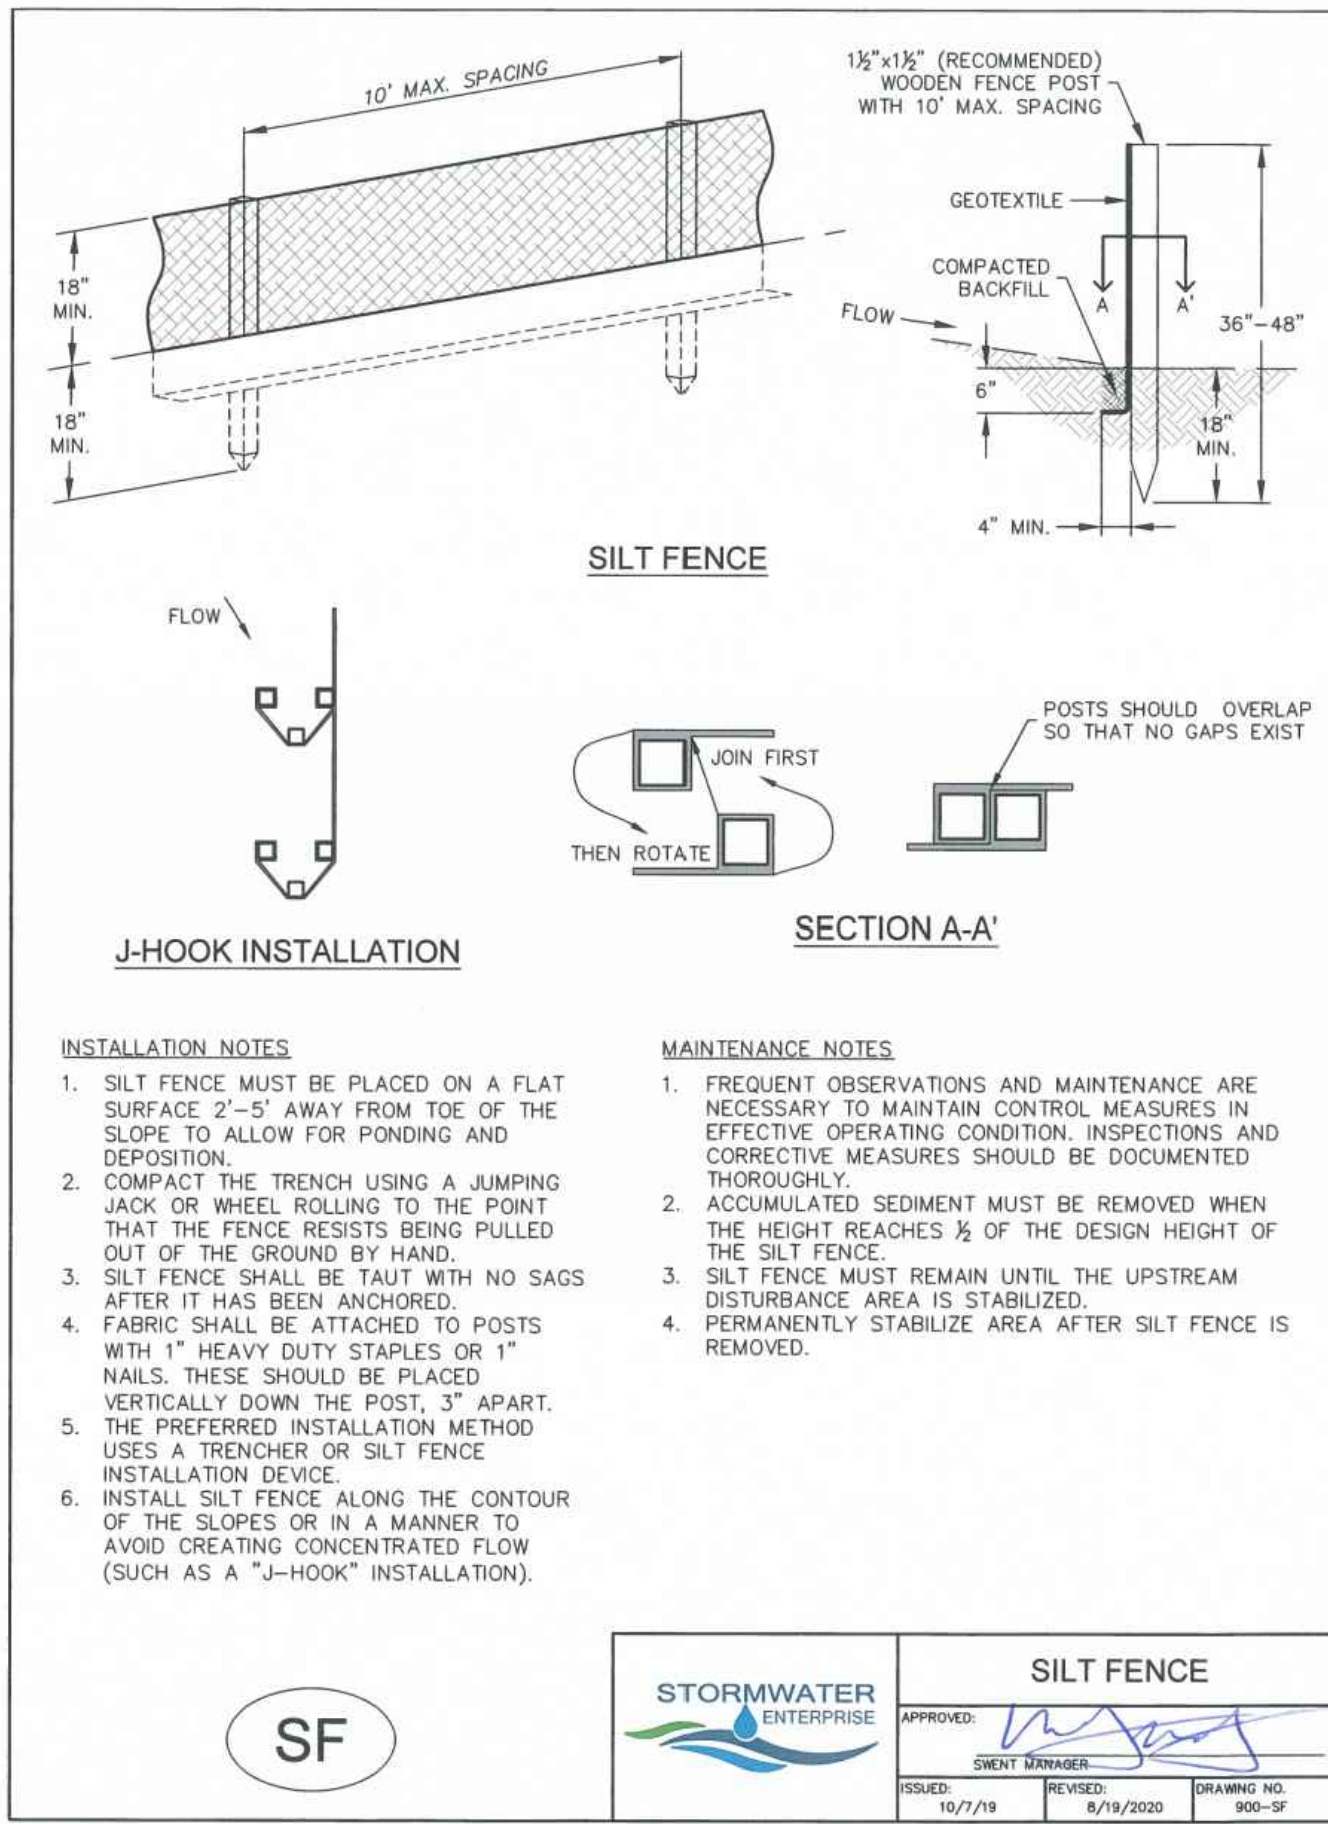 10' MAX. SPACING
18"
MIN.
18"
MIN.
1½"x1½" (RECOMMENDED)
WOODEN FENCE POST
WITH 10' MAX. SPACING
GEOTEXTILE
COMPACTED
BACKFILL
FLOW
A
A'
36"–48"
6"
18"
MIN.
4" MIN.
SILT FENCE
FLOW
J-HOOK INSTALLATION
JOIN FIRST
THEN ROTATE
POSTS SHOULD OVERLAP
SO THAT NO GAPS EXIST
SECTION A-A'
INSTALLATION NOTES
1. SILT FENCE MUST BE PLACED ON A FLAT
SURFACE 2'–5' AWAY FROM TOE OF THE
SLOPE TO ALLOW FOR PONDING AND
DEPOSITION.
2. COMPACT THE TRENCH USING A JUMPING
JACK OR WHEEL ROLLING TO THE POINT
THAT THE FENCE RESISTS BEING PULLED
OUT OF THE GROUND BY HAND.
3. SILT FENCE SHALL BE TAUT WITH NO SAGS
AFTER IT HAS BEEN ANCHORED.
4. FABRIC SHALL BE ATTACHED TO POSTS
WITH 1" HEAVY DUTY STAPLES OR 1"
NAILS. THESE SHOULD BE PLACED
VERTICALLY DOWN THE POST, 3" APART.
5. THE PREFERRED INSTALLATION METHOD
USES A TRENCHER OR SILT FENCE
INSTALLATION DEVICE.
6. INSTALL SILT FENCE ALONG THE CONTOUR
OF THE SLOPES OR IN A MANNER TO
AVOID CREATING CONCENTRATED FLOW
(SUCH AS A "J–HOOK" INSTALLATION).
MAINTENANCE NOTES
1. FREQUENT OBSERVATIONS AND MAINTENANCE ARE
NECESSARY TO MAINTAIN CONTROL MEASURES IN
EFFECTIVE OPERATING CONDITION. INSPECTIONS AND
CORRECTIVE MEASURES SHOULD BE DOCUMENTED
THOROUGHLY.
2. ACCUMULATED SEDIMENT MUST BE REMOVED WHEN
THE HEIGHT REACHES ½ OF THE DESIGN HEIGHT OF
THE SILT FENCE.
3. SILT FENCE MUST REMAIN UNTIL THE UPSTREAM
DISTURBANCE AREA IS STABILIZED.
4. PERMANENTLY STABILIZE AREA AFTER SILT FENCE IS
REMOVED.
SF
STORMWATER
ENTERPRISE
SILT FENCE
APPROVED:
SWENT MANAGER
ISSUED:
10/7/19
REVISED:
8/19/2020
DRAWING NO.
900–SF